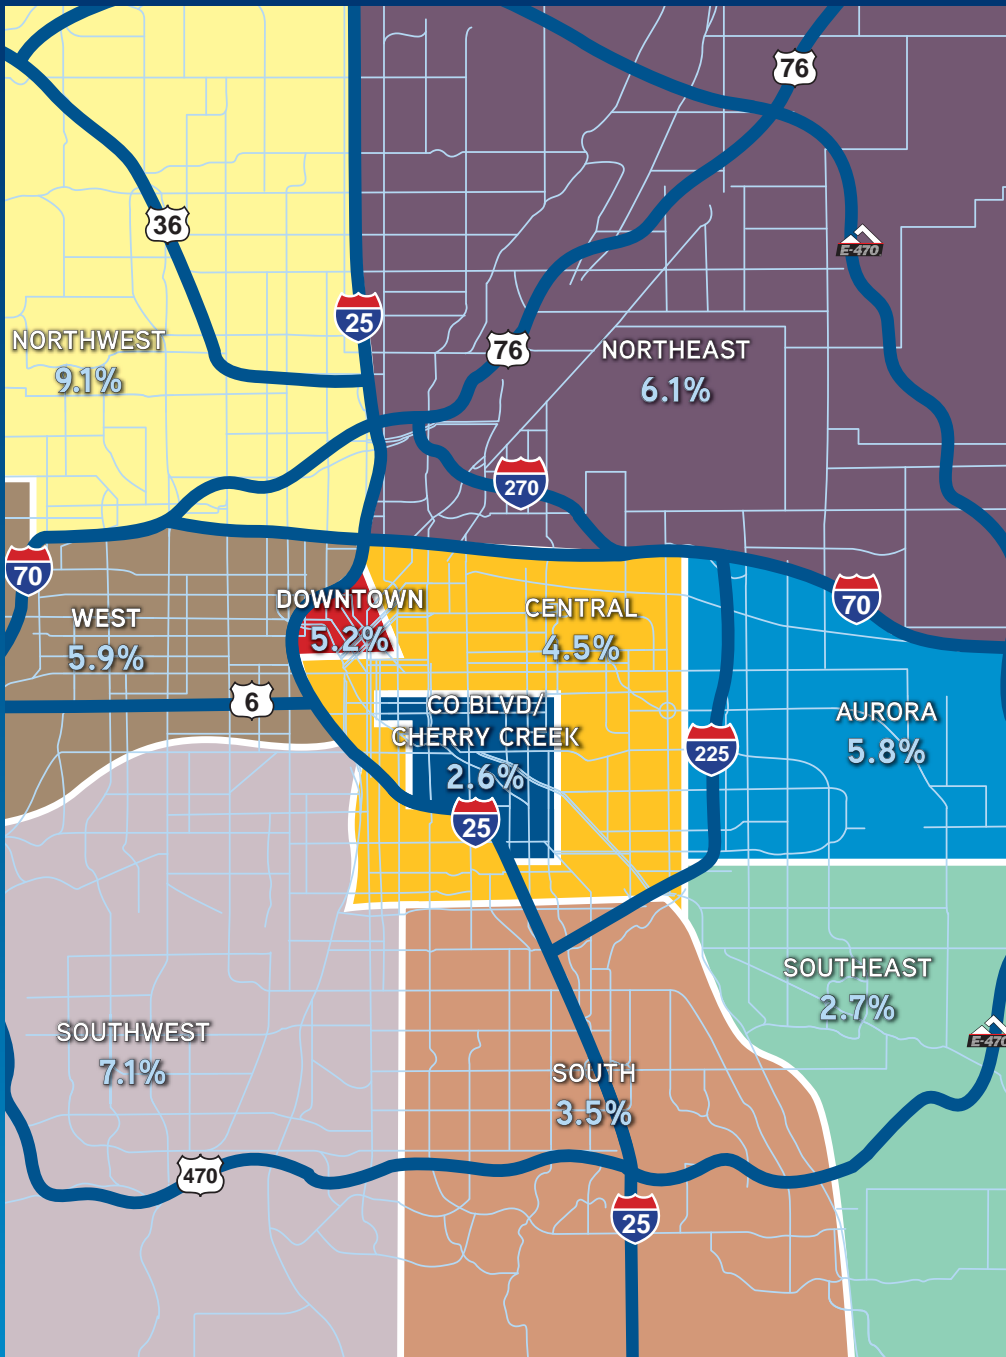 76
36
E-470
25
NORTHWEST
9.1%
76
NORTHEAST
6.1%
270
70
DOWNTOWN
5.2%
CENTRAL
4.5%
70
WEST
5.9%
6
CO BLVD/
CHERRY CREEK
2.6%
225
AURORA
5.8%
25
SOUTHEAST
2.7%
SOUTHWEST
7.1%
E-470
SOUTH
3.5%
470
25